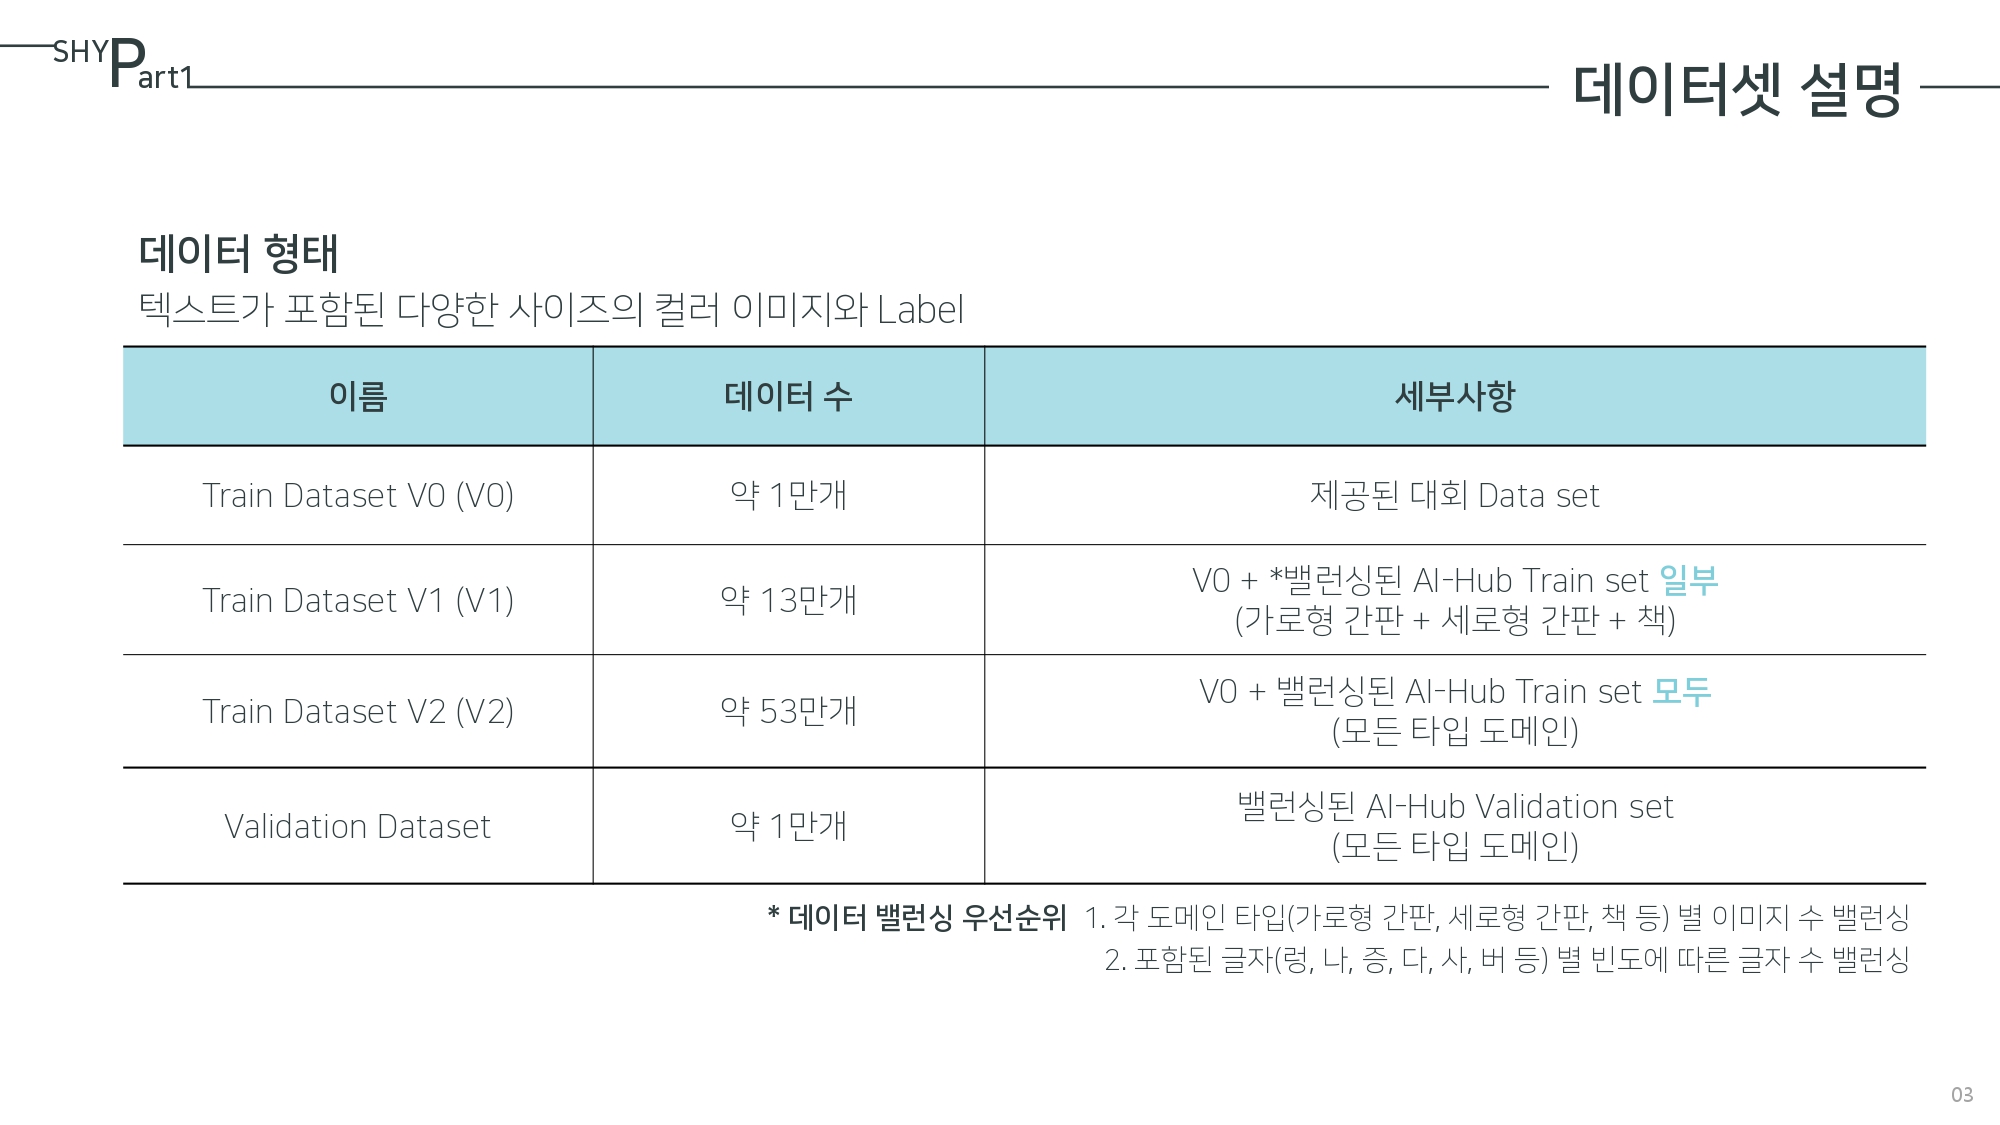 SHY Part1
데이터셋 설명
데이터 형태
텍스트가 포함된 다양한 사이즈의 컬러 이미지와 Label
이름 데이터 수 세부사항
Train Dataset V0 (V0) 약 1만개 제공된 대회 Data set
Train Dataset V1 (V1) 약 13만개 V0 + *밸런싱된 AI-Hub Train set 일부
(가로형 간판 + 세로형 간판 + 책)
Train Dataset V2 (V2) 약 53만개 V0 + 밸런싱된 AI-Hub Train set 모두
(모든 타입 도메인)
Validation Dataset 약 1만개 밸런싱된 AI-Hub Validation set
(모든 타입 도메인)
* 데이터 밸런싱 우선순위 1. 각 도메인 타입(가로형 간판, 세로형 간판, 책 등) 별 이미지 수 밸런싱
2. 포함된 글자(렁, 나, 증, 다, 사, 버 등) 별 빈도에 따른 글자 수 밸런싱
03